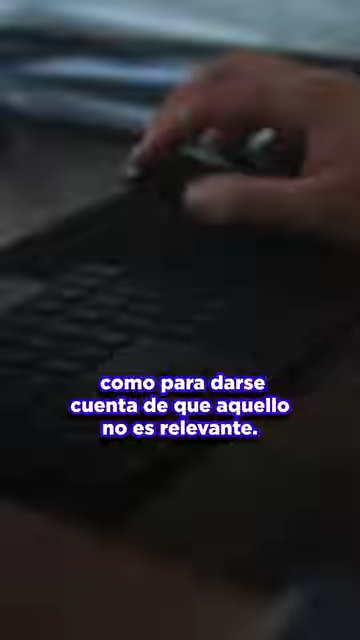 como para darse
cuenta de que aquello
no es relevante.